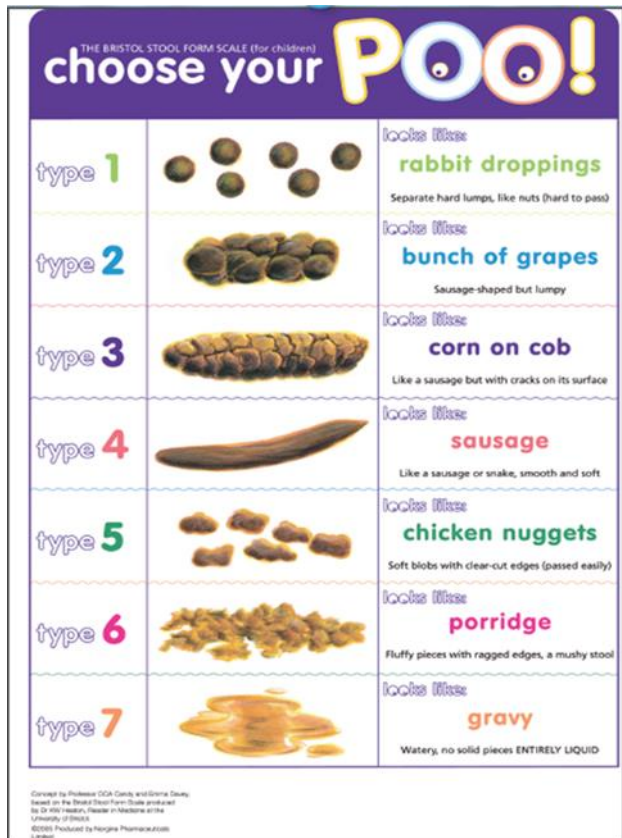 THE BRISTOL STOOL FORM SCALE (for children)
choose your POO!
type 1
looks like:
rabbit droppings
Separate hard lumps, like nuts (hard to pass)
type 2
looks like:
bunch of grapes
Sausage-shaped but lumpy
type 3
looks like:
corn on cob
Like a sausage but with cracks on its surface
type 4
looks like:
sausage
Like a sausage or snake, smooth and soft
type 5
looks like:
chicken nuggets
Soft blobs with clear-cut edges (passed easily)
type 6
looks like:
porridge
Fluffy pieces with ragged edges, a mushy stool
type 7
looks like:
gravy
Watery, no solid pieces ENTIRELY LIQUID
Concept by Professor DCA Candy and Emma Davey,
based on the Bristol Stool Form Scale produced
by Dr KW Heaton, Reader in Medicine at the
University of Bristol
©2005 Produced by Norgine Pharmaceuticals
Limited